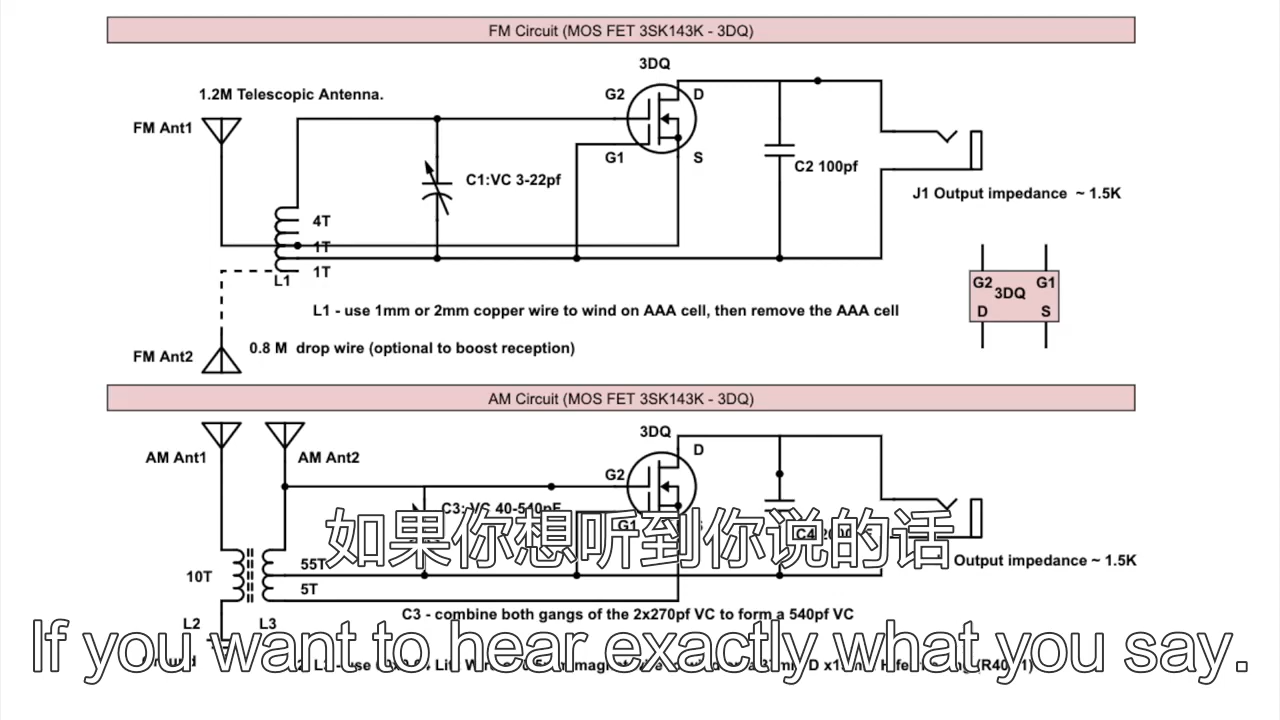 FM Circuit (MOS FET 3SK143K - 3DQ)
3DQ
1.2M Telescopic Antenna.
G2
D
FM Ant1
G1
S
C2 100pf
C1:VC 3-22pf
J1 Output impedance ~ 1.5K
4T
1T
1T
L1
G2
G1
3DQ
D
S
L1 - use 1mm or 2mm copper wire to wind on AAA cell, then remove the AAA cell
0.8 M drop wire (optional to boost reception)
FM Ant2
AM Circuit (MOS FET 3SK143K - 3DQ)
3DQ
D
AM Ant1
AM Ant2
G2
C3: VC 40-540pF
G1
如果你想听到你说的话
Output impedance ~ 1.5K
55T
10T
5T
C3 - combine both gangs of the 2x270pf VC to form a 540pf VC
L2
L3
If you want to hear exactly what you say.